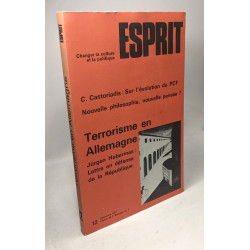 Changer la culture
et la politique
ESPRIT
C. Castoriadis : Sur l'évolution du PCF
Nouvelle philosophie, nouvelle pensée ?
Terrorisme en
Allemagne
Jürgen Habermas :
Lettre en défense
de la République
12
ESPRIT